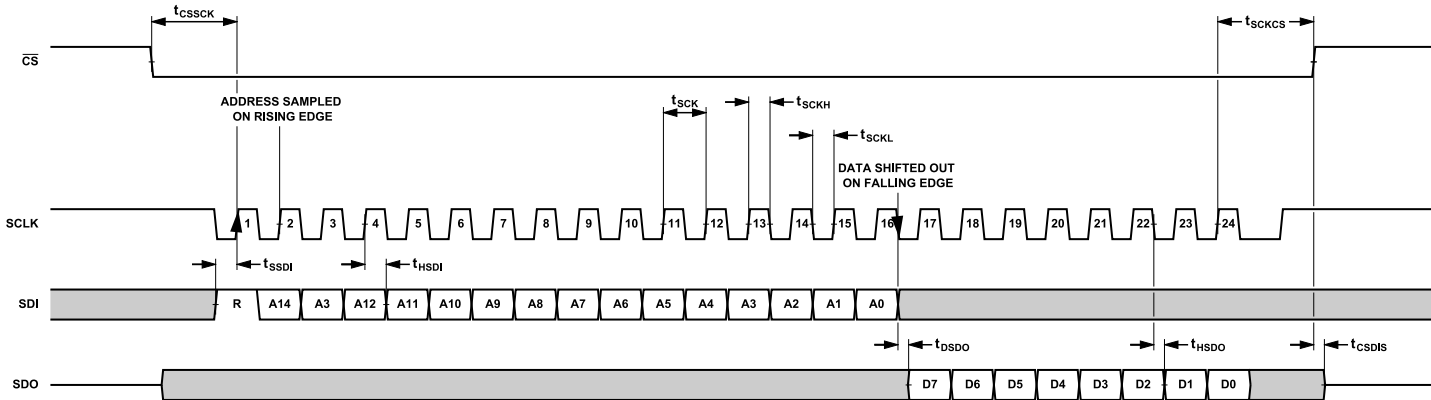 tCSSCK
tSCKCS
CS
ADDRESS SAMPLED
ON RISING EDGE
tSCK
tSCKH
tSCKL
DATA SHIFTED OUT
ON FALLING EDGE
SCLK
1 2 3 4 5 6 7 8 9 10 11 12 13 14 15 16 17 18 19 20 21 22 23 24
tSSDI
tHSDI
SDI
R A14 A3 A12 A11 A10 A9 A8 A7 A6 A5 A4 A3 A2 A1 A0
tDSDO
tHSDO
tCSDIS
SDO
D7 D6 D5 D4 D3 D2 D1 D0